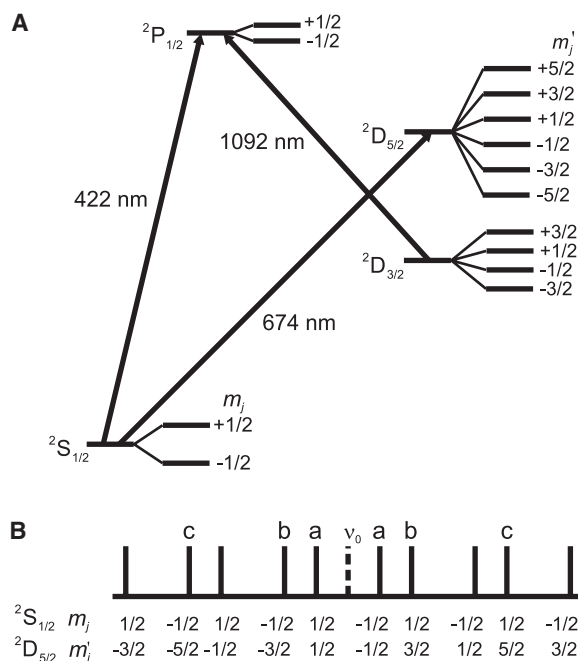 A
²P₁/₂
+1/2
-1/2
m'ⱼ
+5/2
+3/2
+1/2
-1/2
-3/2
-5/2
²D₅/₂
1092 nm
422 nm
+3/2
+1/2
-1/2
-3/2
²D₃/₂
674 nm
mⱼ
+1/2
-1/2
²S₁/₂
B
c b a ν₀ a b c
²S₁/₂ mⱼ 1/2 -1/2 1/2 -1/2 1/2 -1/2 1/2 -1/2 1/2 -1/2
²D₅/₂ m'ⱼ -3/2 -5/2 -1/2 -3/2 1/2 -1/2 3/2 1/2 5/2 3/2